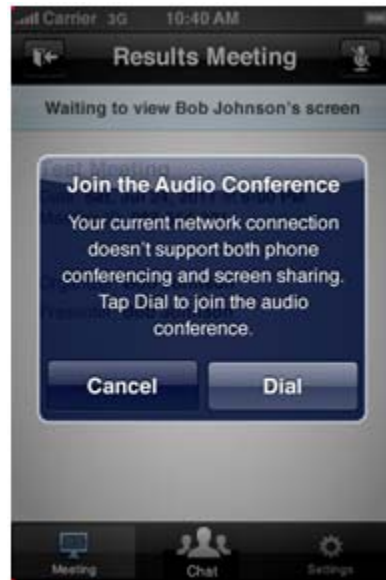 Carrier 3G 10:40 AM
Results Meeting
Waiting to view Bob Johnson's screen
Test Meeting
Join the Audio Conference
Your current network connection
doesn't support both phone
conferencing and screen sharing.
Tap Dial to join the audio
conference.
Cancel Dial
Meeting Chat Settings